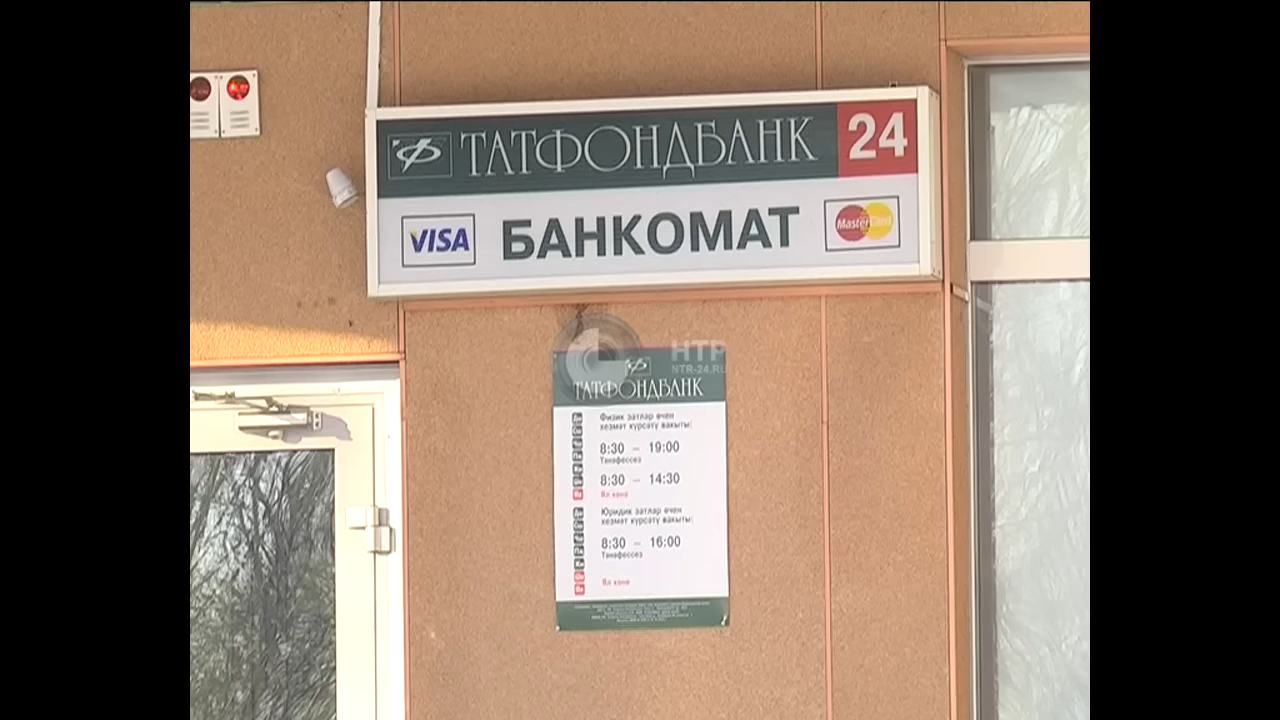 ТАТФОНДБАНК 24
VISA БАНКОМАТ MasterCard
НТР
NTR-24.RU
ТАТФОНДБАНК
Физик затлар өчен
хезмәт күрсәтү вакыты:
8:30 – 19:00
Тәнәфессез
8:30 – 14:30
Ял көне
Юридик затлар өчен
хезмәт күрсәтү вакыты:
8:30 – 16:00
Тәнәфессез
Ял көне